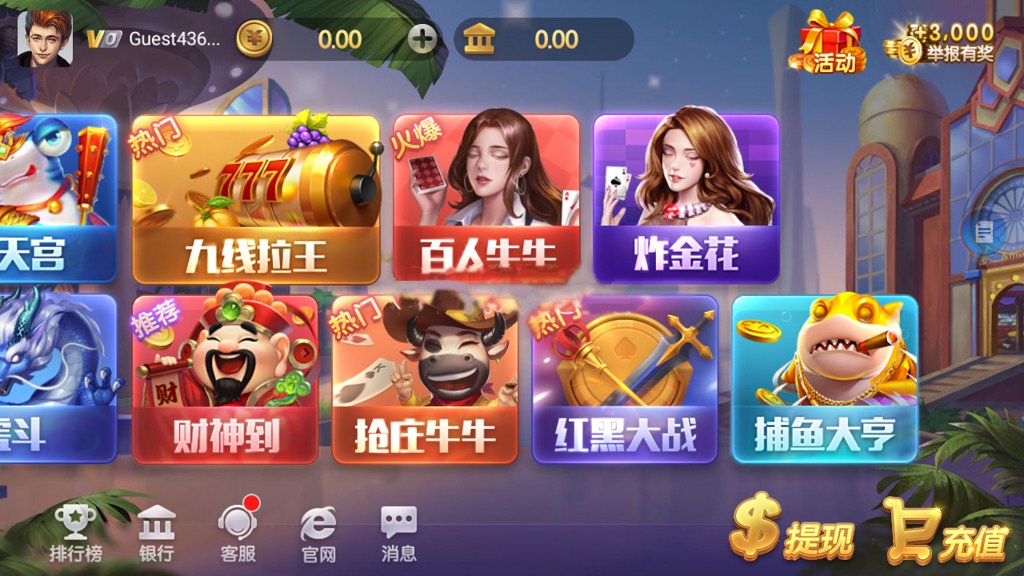 V0 Guest436...
0.00
0.00
活动
3,000
举报有奖
热门
火爆
777
天宫
九线拉王
百人牛牛
炸金花
推荐
热门
热门
财
K
斗
财神到
抢庄牛牛
红黑大战
捕鱼大亨
排行榜
银行
客服
官网
消息
$提现
充值